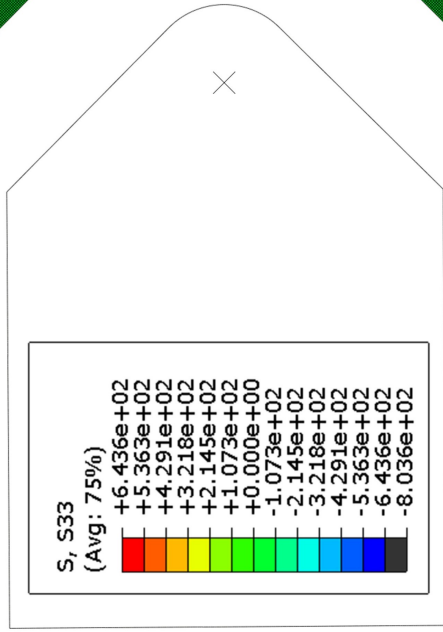 S, S33
(Avg: 75%)
+6.436e+02
+5.363e+02
+4.291e+02
+3.218e+02
+2.145e+02
+1.073e+02
+0.000e+00
-1.073e+02
-2.145e+02
-3.218e+02
-4.291e+02
-5.363e+02
-6.436e+02
-8.036e+02